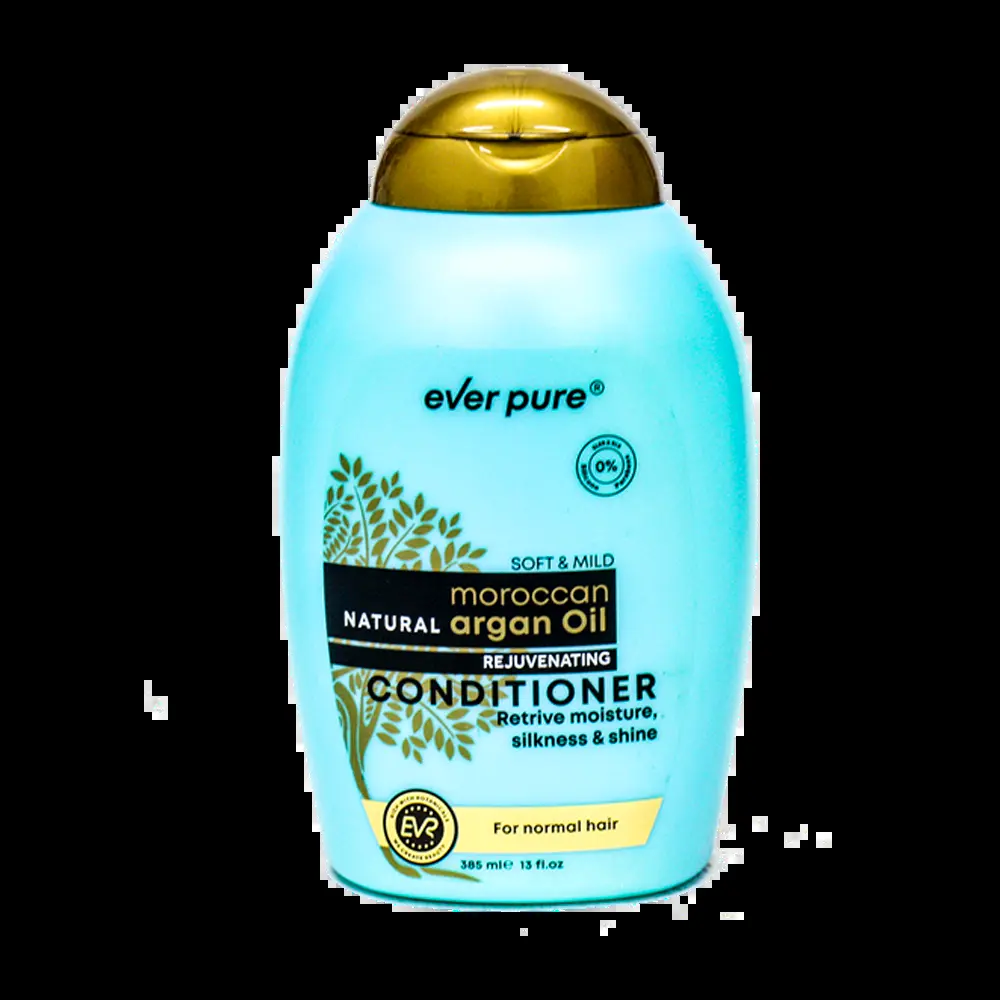 ever pure®
0%
SOFT & MILD
moroccan
NATURAL argan Oil
REJUVENATING
CONDITIONER
Retrive moisture,
silkness & shine
EVR
For normal hair
385 ml℮ 13 fl.oz